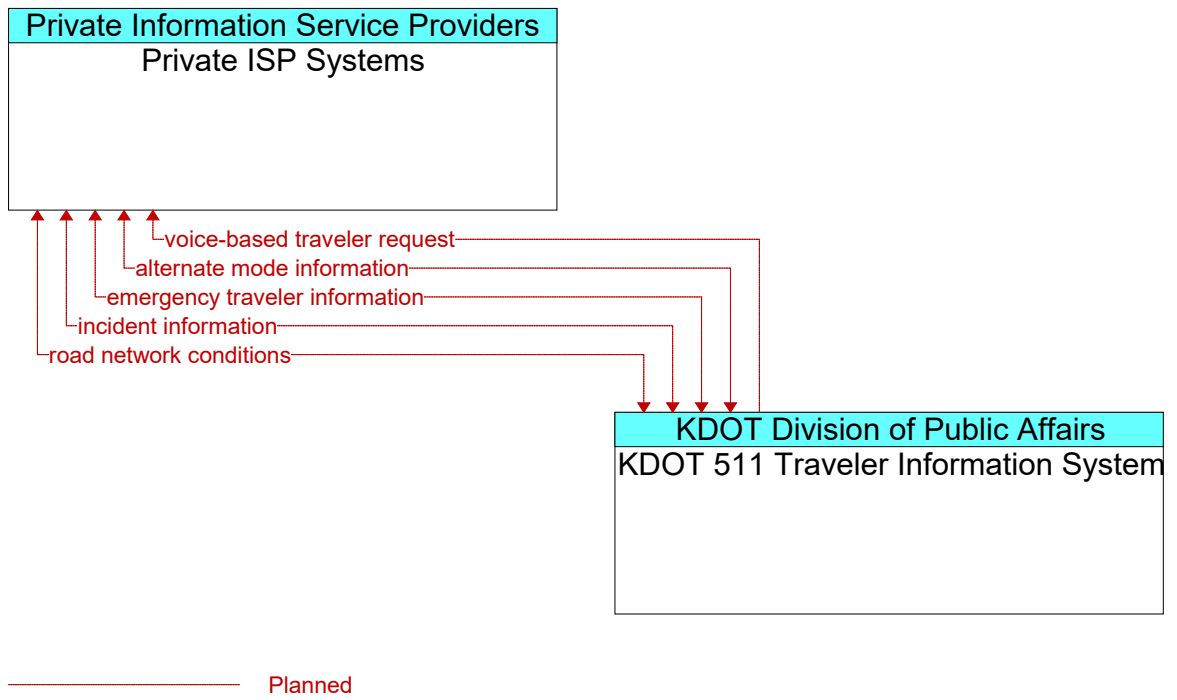 Private Information Service Providers
Private ISP Systems
voice-based traveler request
alternate mode information
emergency traveler information
incident information
road network conditions
KDOT Division of Public Affairs
KDOT 511 Traveler Information System
Planned